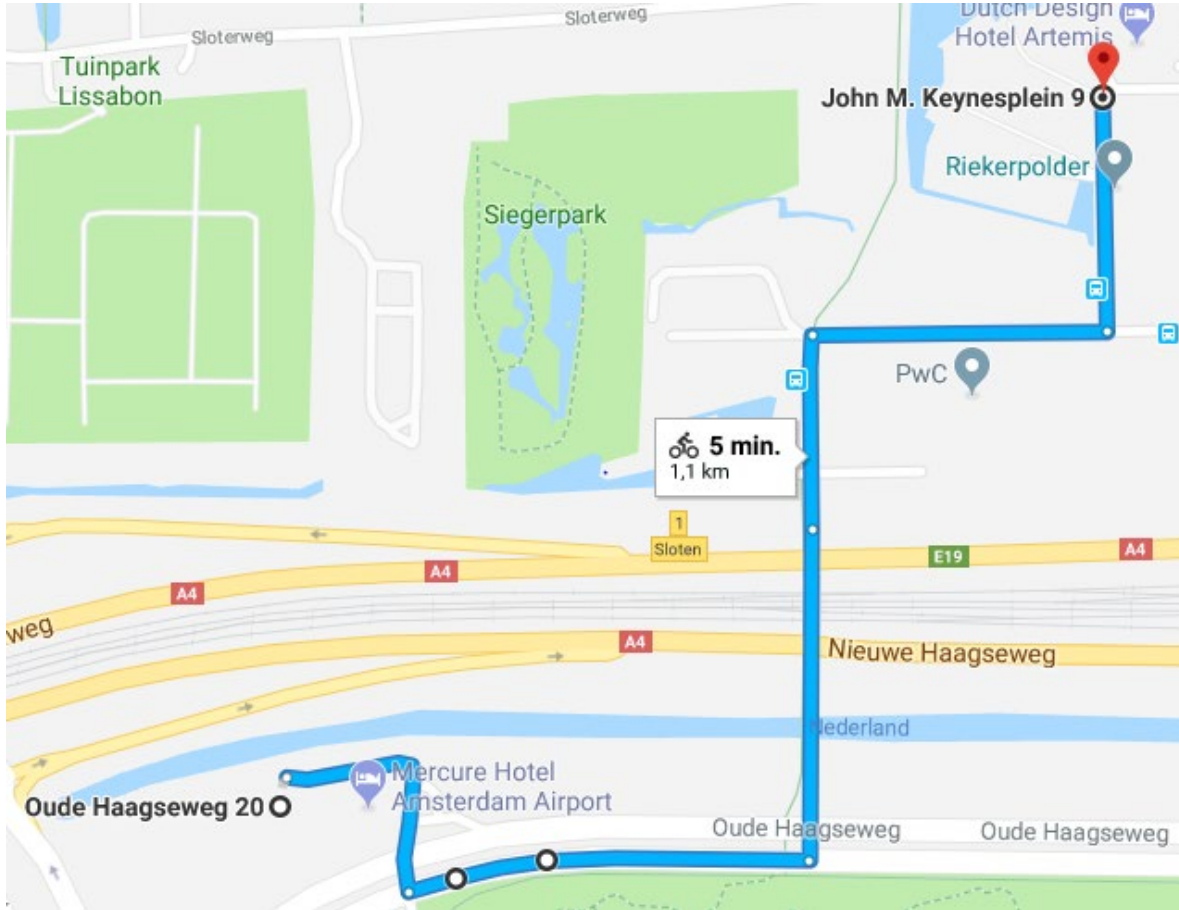 Dutch Design
Hotel Artemis
Sloterweg
Sloterweg
Tuinpark
Lissabon
John M. Keynesplein 9
Riekerpolder
Siegerpark
PwC
5 min.
1,1 km
1
Sloten
E19
A4
A4
A4
weg
A4
Nieuwe Haagseweg
Nederland
Mercure Hotel
Amsterdam Airport
Oude Haagseweg 20
Oude Haagseweg
Oude Haagseweg